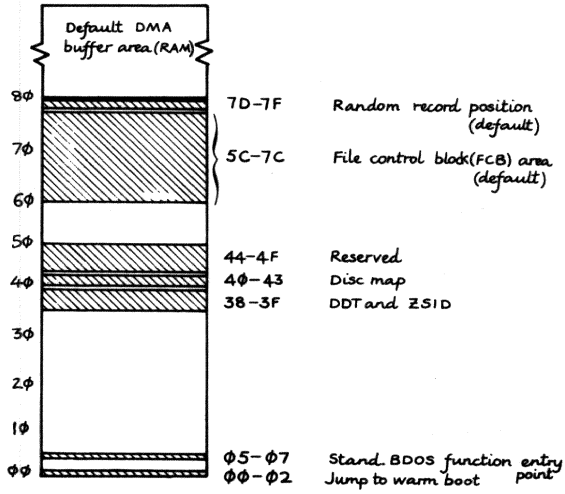 Default DMA
buffer area (RAM)
8φ
7D-7F Random record position
(default)
7φ
5C-7C File control block (FCB) area
(default)
6φ
5φ
44-4F Reserved
4φ
4φ-43 Disc map
38-3F DDT and ZSID
3φ
2φ
1φ
φ5-φ7 Stand. BDOS function entry
point
φφ
φφ-φ2 Jump to warm boot